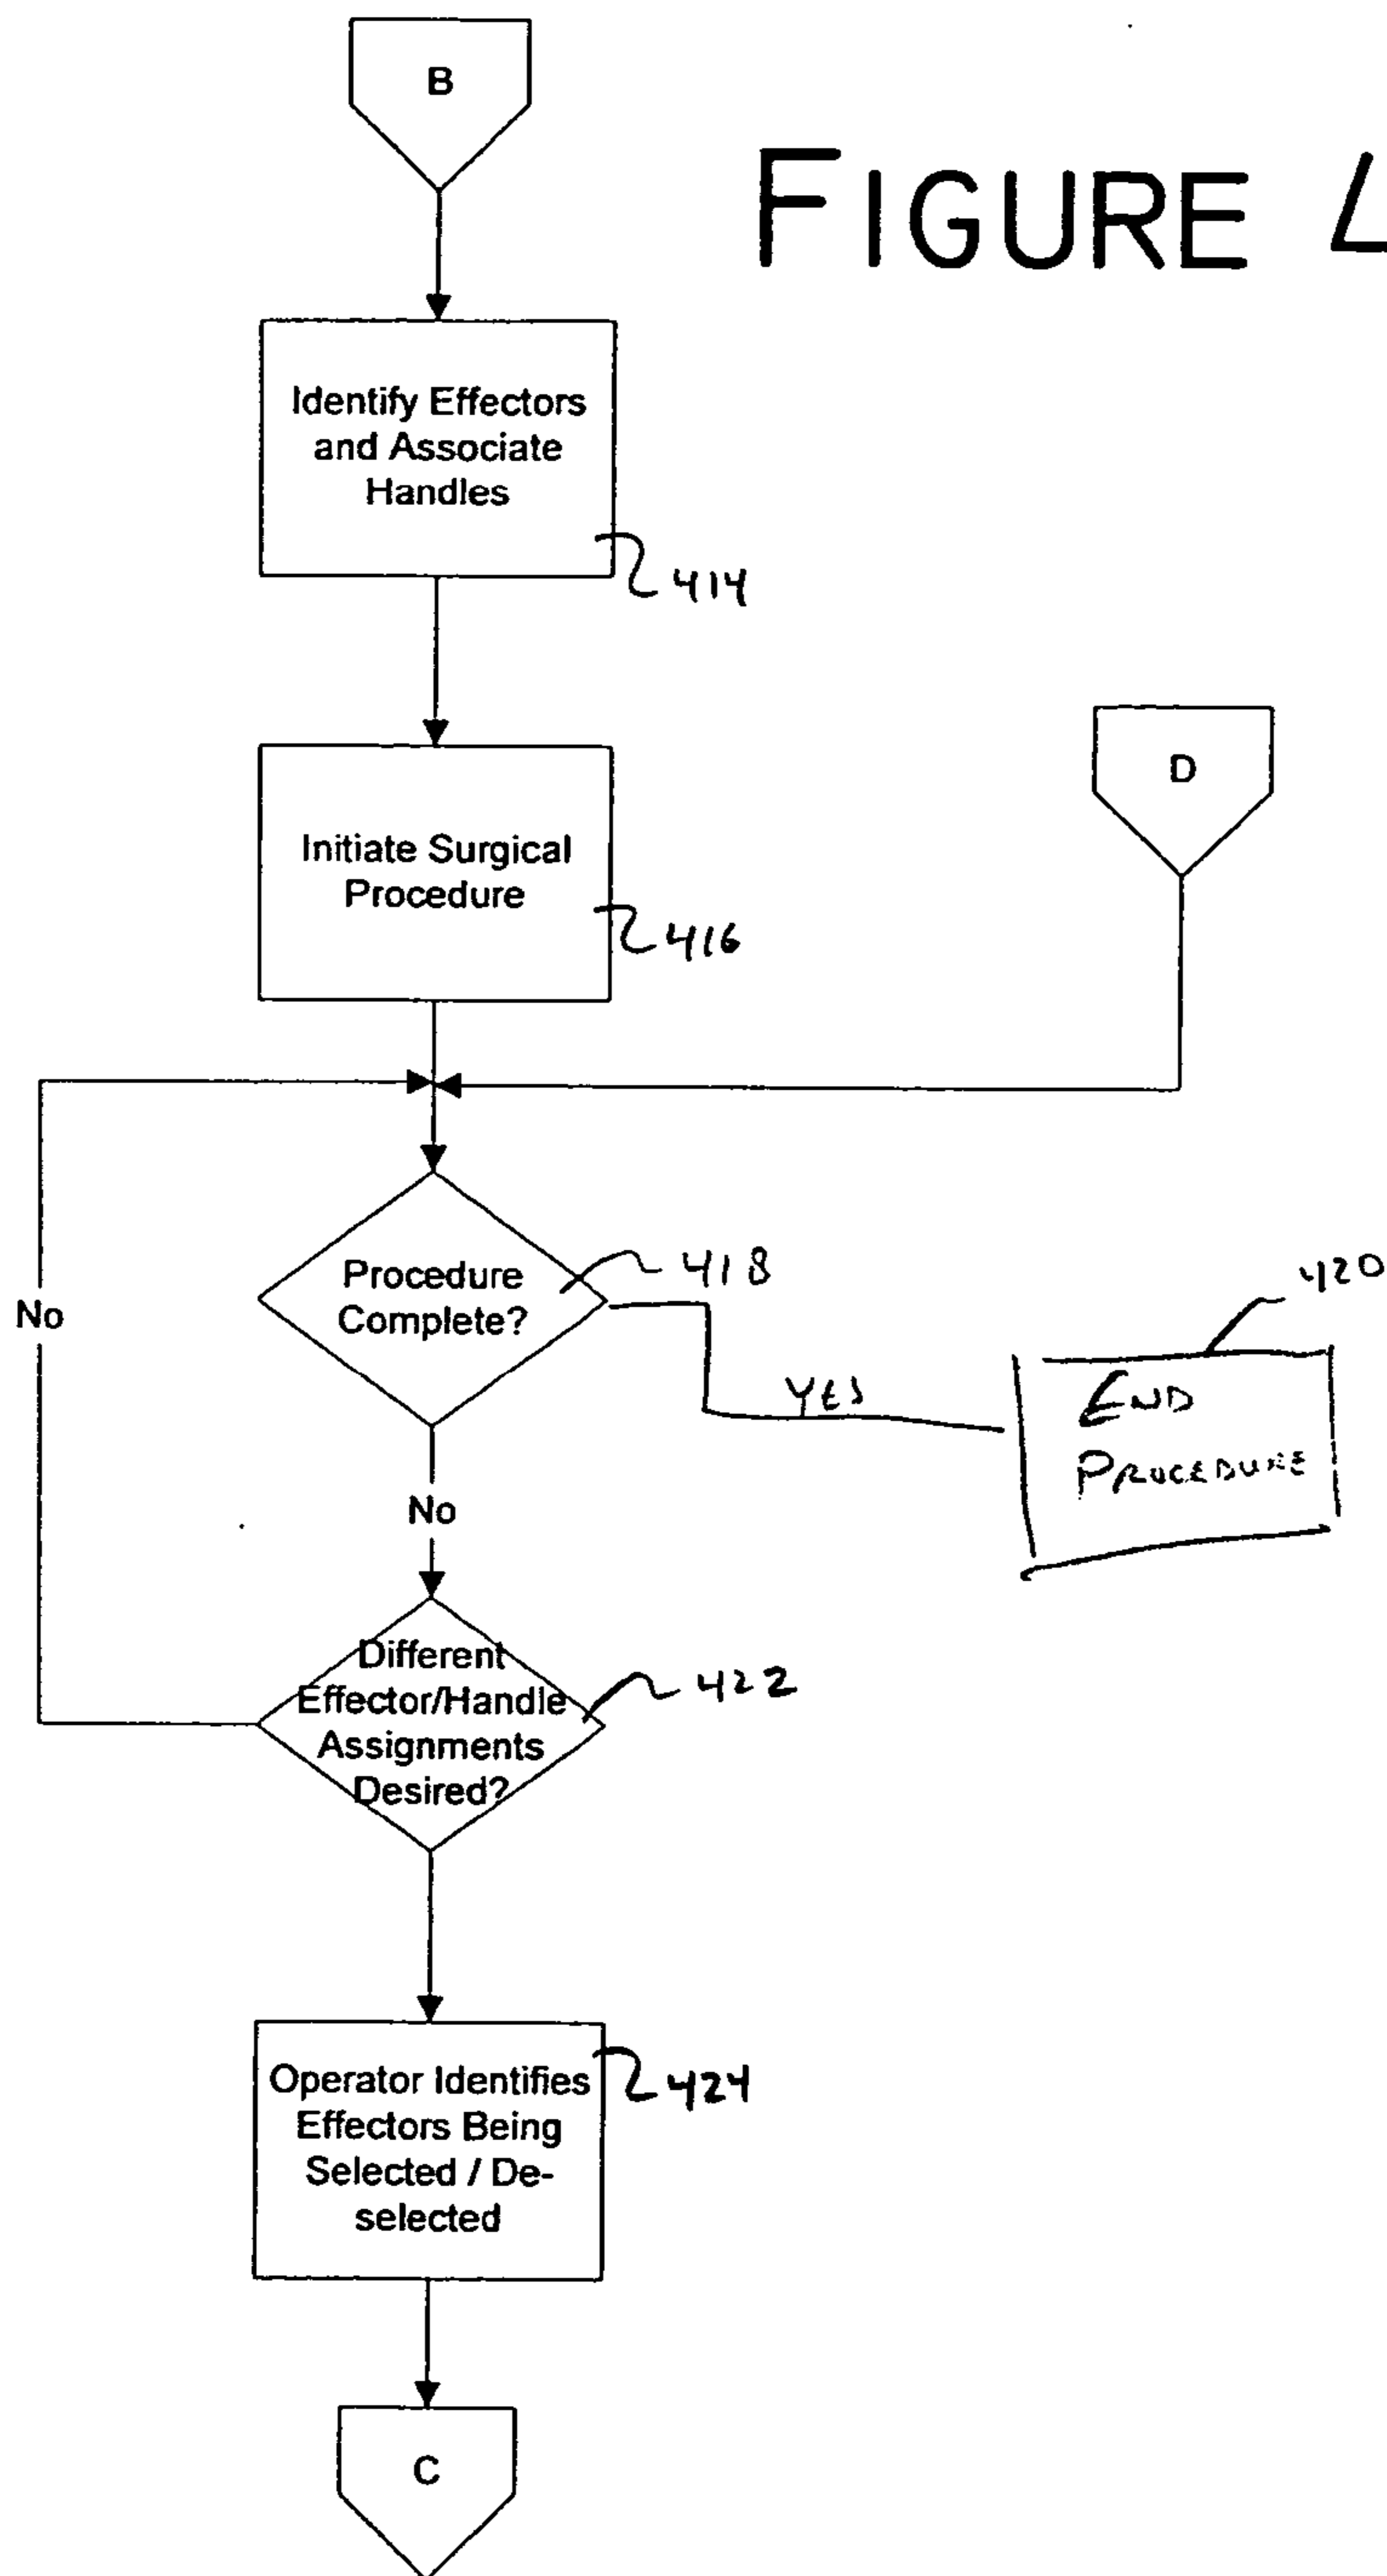 B
FIGURE 4
Identify Effectors
and Associate
Handles
414
Initiate Surgical
Procedure
416
D
Procedure
Complete?
418
No
YES
420
END
PROCEDURE
No
Different
Effector/Handle
Assignments
Desired?
422
Operator Identifies
Effectors Being
Selected / De-
selected
424
C